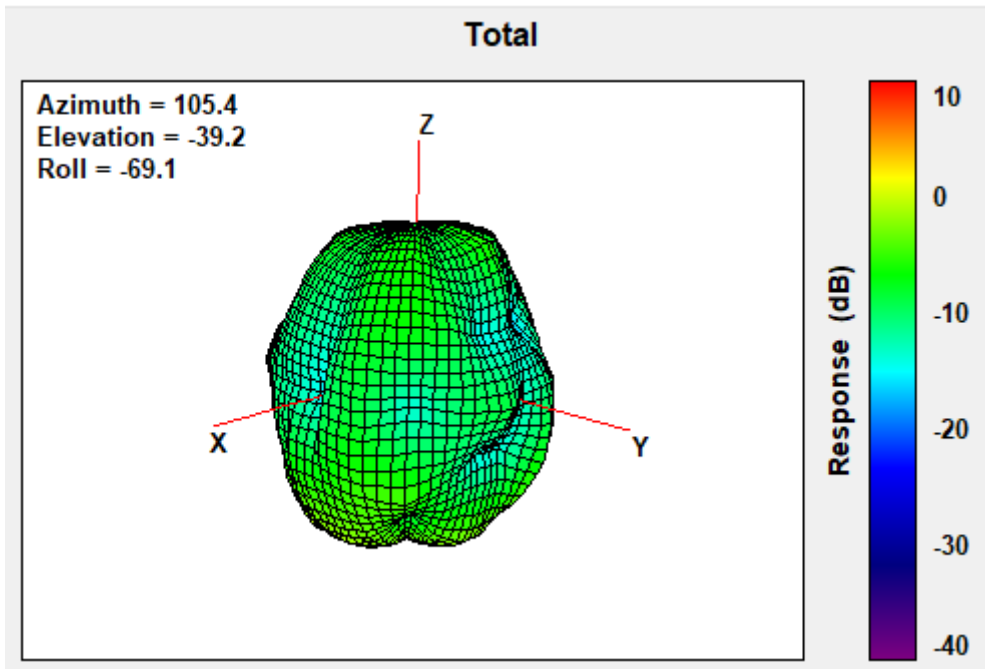 Total
Azimuth = 105.4
Elevation = -39.2
Roll = -69.1
Z
X
Y
Response (dB)
10
0
-10
-20
-30
-40